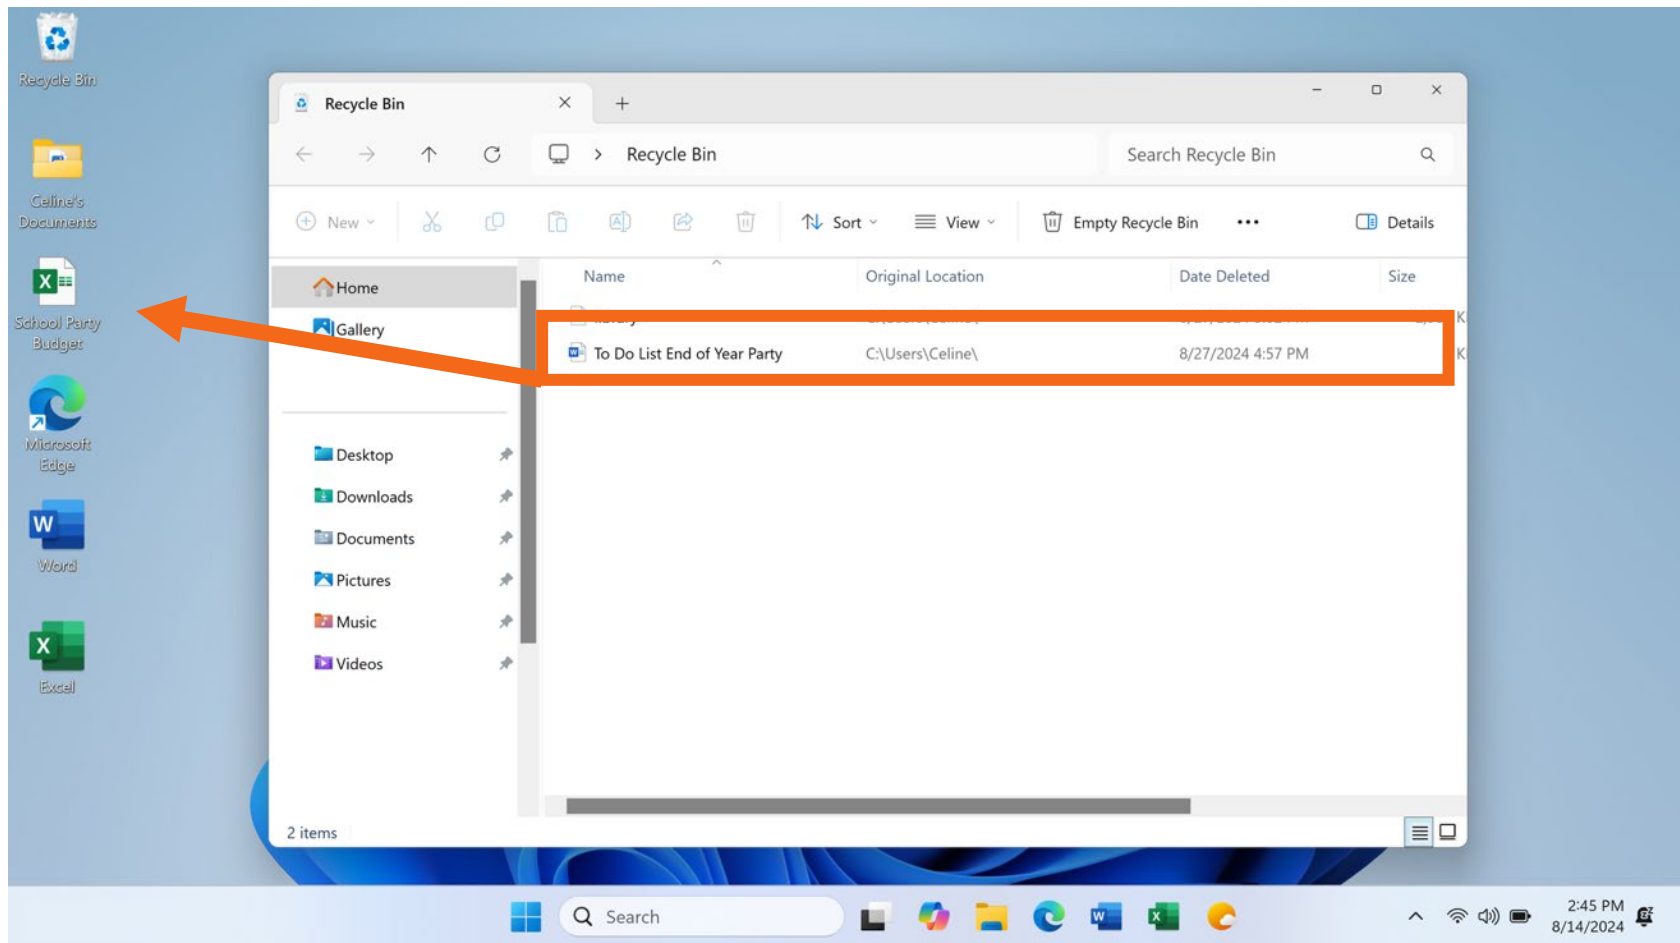 Recycle Bin
Celine's
Documents
School Party
Budget
Microsoft
Edge
Word
Excel
Recycle Bin
Recycle Bin
Search Recycle Bin
New
Sort
View
Empty Recycle Bin
Details
Home
Gallery
Desktop
Downloads
Documents
Pictures
Music
Videos
Name
Original Location
Date Deleted
Size
K
To Do List End of Year Party
C:\Users\Celine\
8/27/2024 4:57 PM
K
2 items
Search
2:45 PM
8/14/2024